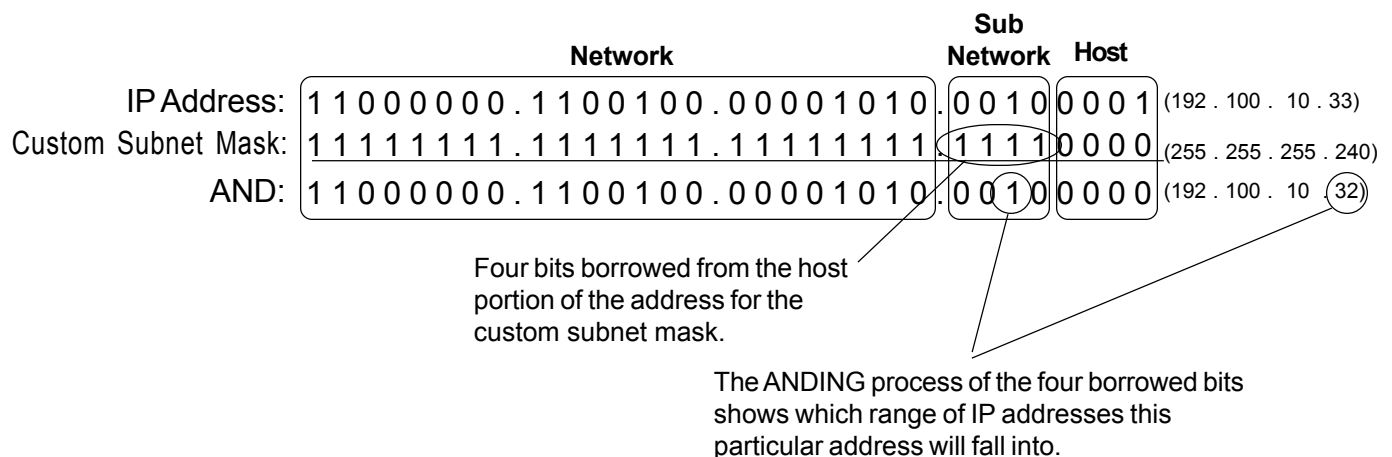 Sub
Network Network Host
IP Address: 1 1 0 0 0 0 0 0 . 1 1 0 0 1 0 0 . 0 0 0 0 1 0 1 0 . 0 0 1 0 0 0 0 1 (192 . 100 . 10 . 33)
Custom Subnet Mask: 1 1 1 1 1 1 1 1 . 1 1 1 1 1 1 1 1 . 1 1 1 1 1 1 1 1 . 1 1 1 1 0 0 0 0 (255 . 255 . 255 . 240)
AND: 1 1 0 0 0 0 0 0 . 1 1 0 0 1 0 0 . 0 0 0 0 1 0 1 0 . 0 0 1 0 0 0 0 0 (192 . 100 . 10 . 32)
Four bits borrowed from the host
portion of the address for the
custom subnet mask.
The ANDING process of the four borrowed bits
shows which range of IP addresses this
particular address will fall into.